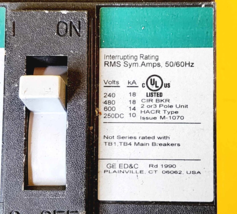 I ON
Interrupting Rating
RMS Sym. Amps, 50/60Hz
Volts kA
240 18 LISTED
480 18 CIR BKR
600 14 2 or 3 Pole Unit
250DC 10 HACR Type
Issue M-1070
Not Series rated with
TB1, TB4 Main Breakers
GE ED&C Rd 1990
PLAINVILLE, CT 06062, USA